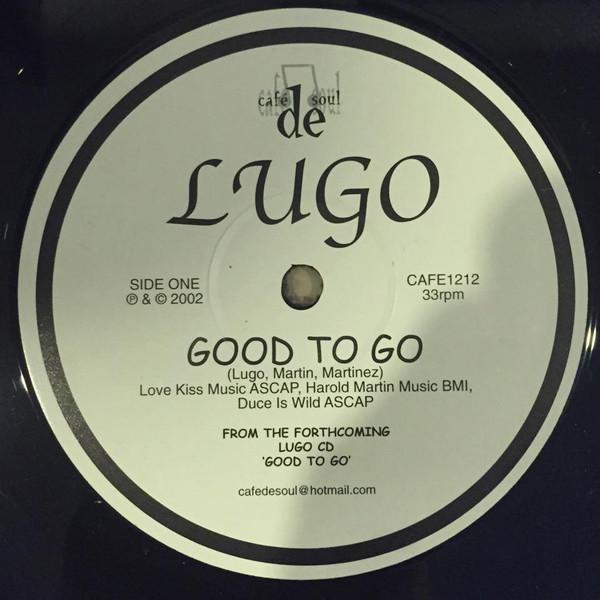 café de soul
LUGO
SIDE ONE
℗ & © 2002
CAFE1212
33rpm
GOOD TO GO
(Lugo, Martin, Martinez)
Love Kiss Music ASCAP, Harold Martin Music BMI,
Duce Is Wild ASCAP
FROM THE FORTHCOMING
LUGO CD
'GOOD TO GO'
cafedesoul@hotmail.com